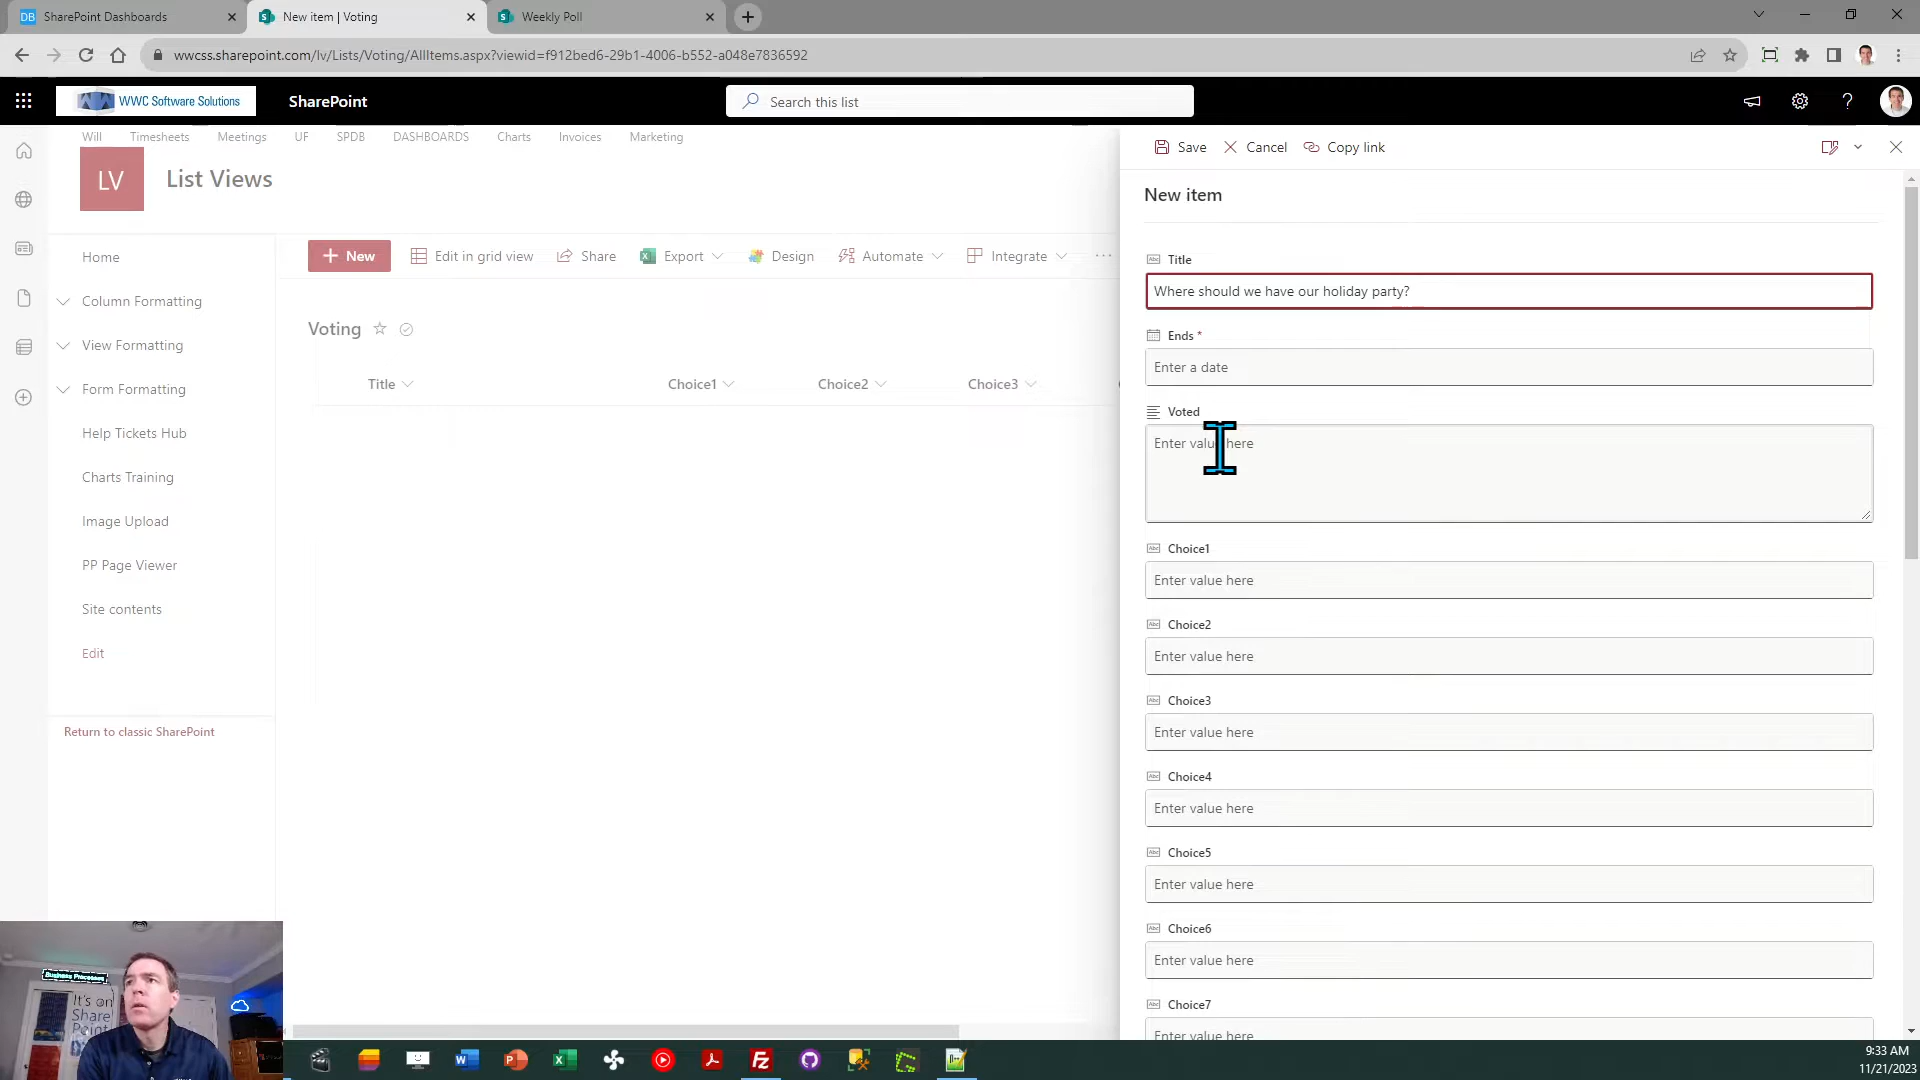 SharePoint Dashboards
New item | Voting
Weekly Poll
wwcss.sharepoint.com/lv/Lists/Voting/AllItems.aspx?viewid=f912bed6-29b1-4006-b552-a048e7836592
WWC Software Solutions
SharePoint
Search this list
Will
Timesheets
Meetings
UF
SPDB
DASHBOARDS
Charts
Invoices
Marketing
LV
List Views
Home
Column Formatting
View Formatting
Form Formatting
Help Tickets Hub
Charts Training
Image Upload
PP Page Viewer
Site contents
Edit
Return to classic SharePoint
New
Edit in grid view
Share
Export
Design
Automate
Integrate
Voting
Title
Choice1
Choice2
Choice3
Save
Cancel
Copy link
New item
Title
Where should we have our holiday party?
Ends *
Enter a date
Voted
Enter value here
Choice1
Enter value here
Choice2
Enter value here
Choice3
Enter value here
Choice4
Enter value here
Choice5
Enter value here
Choice6
Enter value here
Choice7
Enter value here
Business Processes
It's on
Share
Point
9:33 AM
11/21/2023